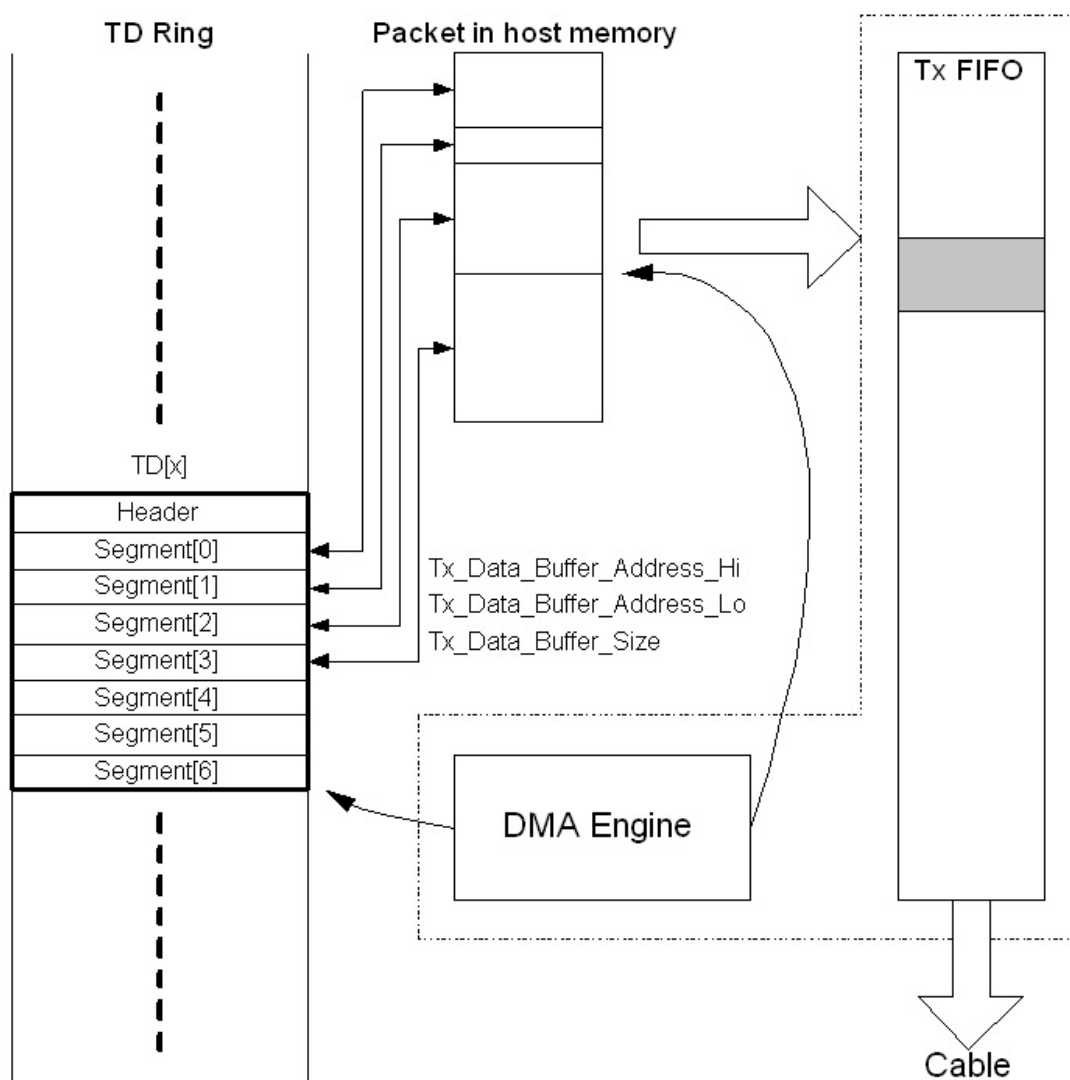 TD Ring
Packet in host memory
Tx FIFO
TD[x]
Header
Segment[0]
Segment[1]
Segment[2]
Segment[3]
Segment[4]
Segment[5]
Segment[6]
Tx_Data_Buffer_Address_Hi
Tx_Data_Buffer_Address_Lo
Tx_Data_Buffer_Size
DMA Engine
Cable